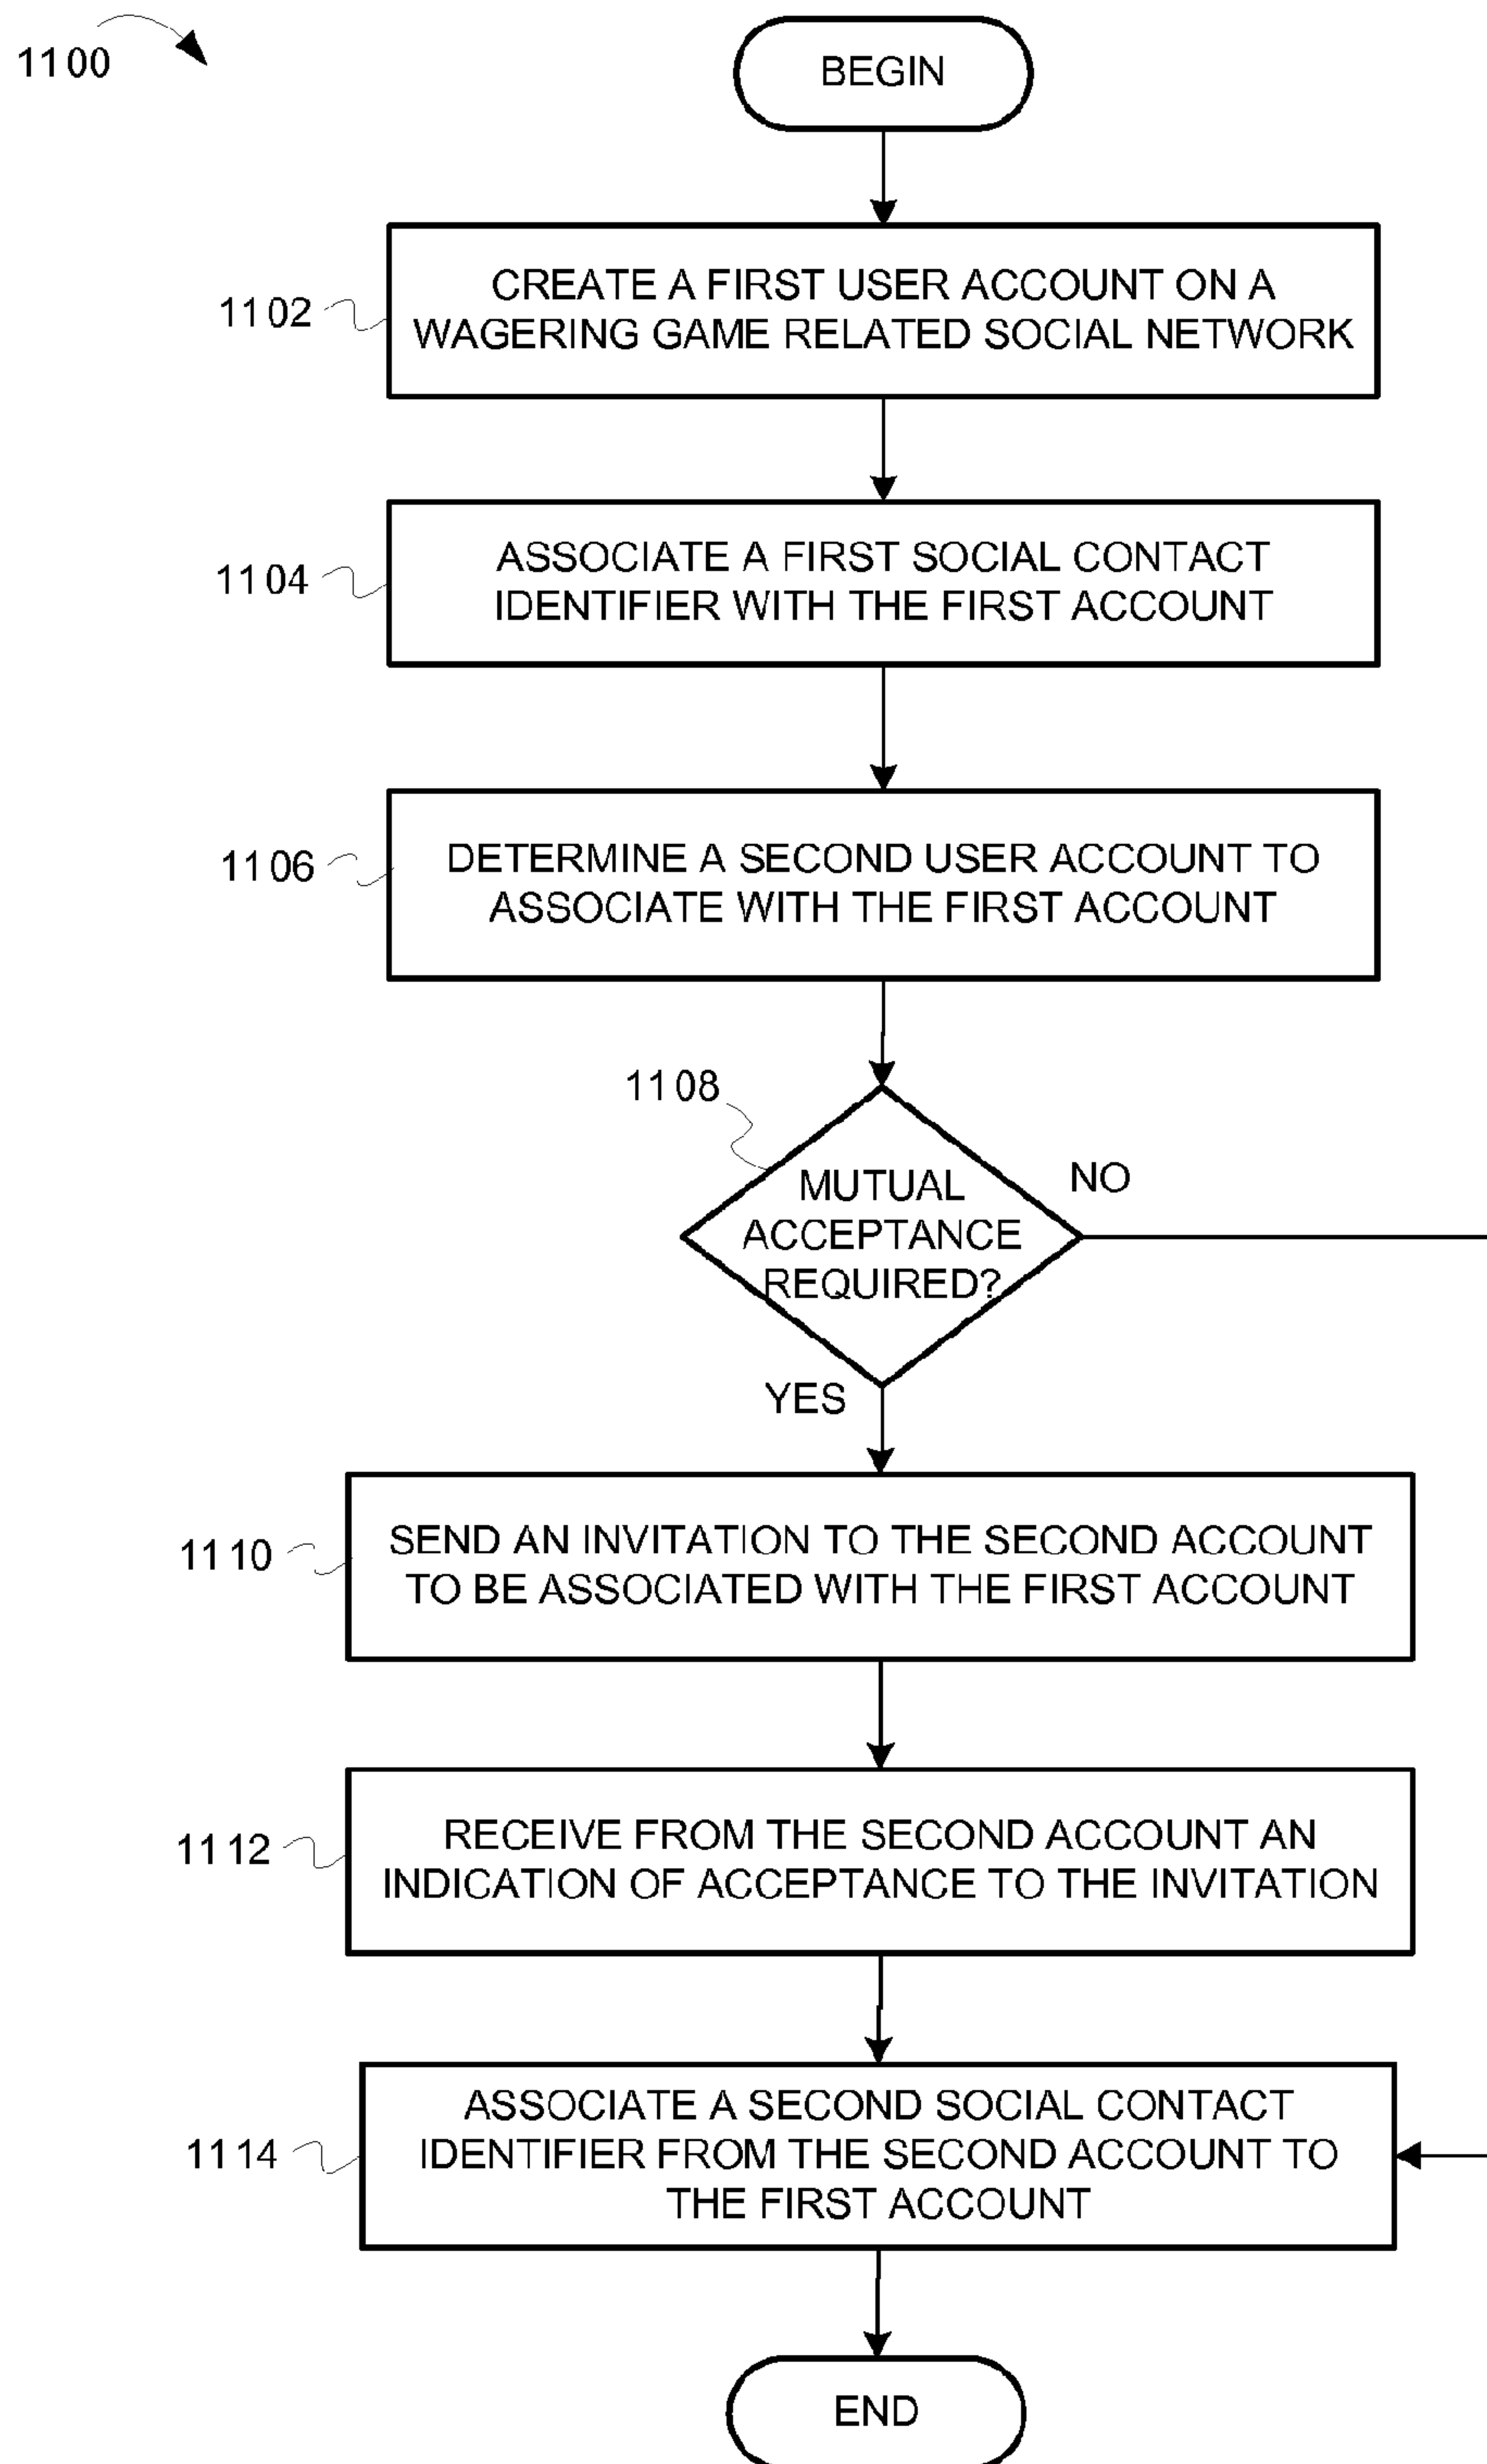 1100
BEGIN
1102
CREATE A FIRST USER ACCOUNT ON A
WAGERING GAME RELATED SOCIAL NETWORK
1104
ASSOCIATE A FIRST SOCIAL CONTACT
IDENTIFIER WITH THE FIRST ACCOUNT
1106
DETERMINE A SECOND USER ACCOUNT TO
ASSOCIATE WITH THE FIRST ACCOUNT
1108
MUTUAL
ACCEPTANCE
REQUIRED?
NO
YES
1110
SEND AN INVITATION TO THE SECOND ACCOUNT
TO BE ASSOCIATED WITH THE FIRST ACCOUNT
1112
RECEIVE FROM THE SECOND ACCOUNT AN
INDICATION OF ACCEPTANCE TO THE INVITATION
1114
ASSOCIATE A SECOND SOCIAL CONTACT
IDENTIFIER FROM THE SECOND ACCOUNT TO
THE FIRST ACCOUNT
END